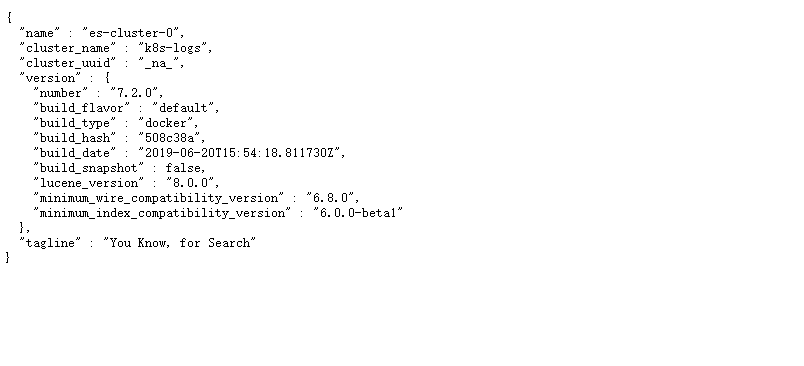 {
  "name" : "es-cluster-0",
  "cluster_name" : "k8s-logs",
  "cluster_uuid" : "_na_",
  "version" : {
    "number" : "7.2.0",
    "build_flavor" : "default",
    "build_type" : "docker",
    "build_hash" : "508c38a",
    "build_date" : "2019-06-20T15:54:18.811730Z",
    "build_snapshot" : false,
    "lucene_version" : "8.0.0",
    "minimum_wire_compatibility_version" : "6.8.0",
    "minimum_index_compatibility_version" : "6.0.0-beta1"
  },
  "tagline" : "You Know, for Search"
}